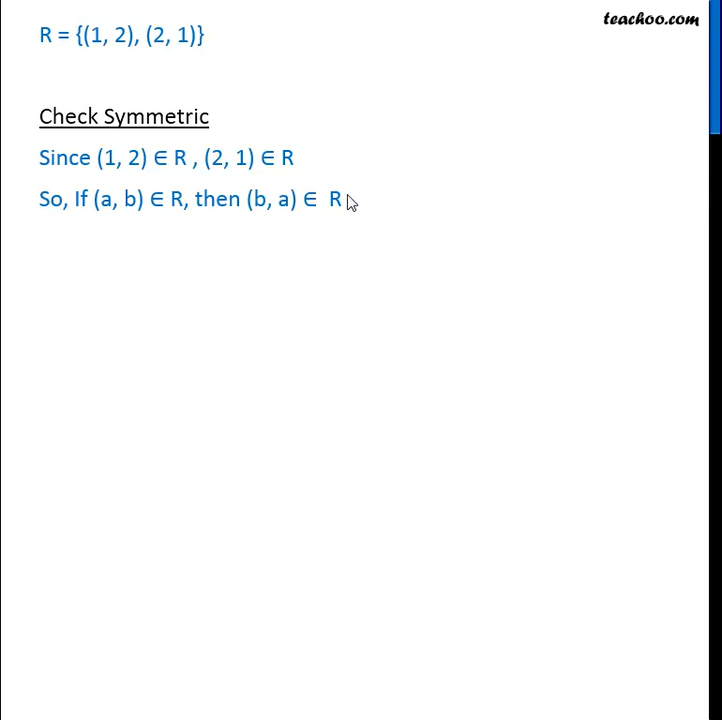 teachoo.com
R = {(1, 2), (2, 1)}
Check Symmetric
Since (1, 2) ∈ R , (2, 1) ∈ R
So, If (a, b) ∈ R, then (b, a) ∈  R